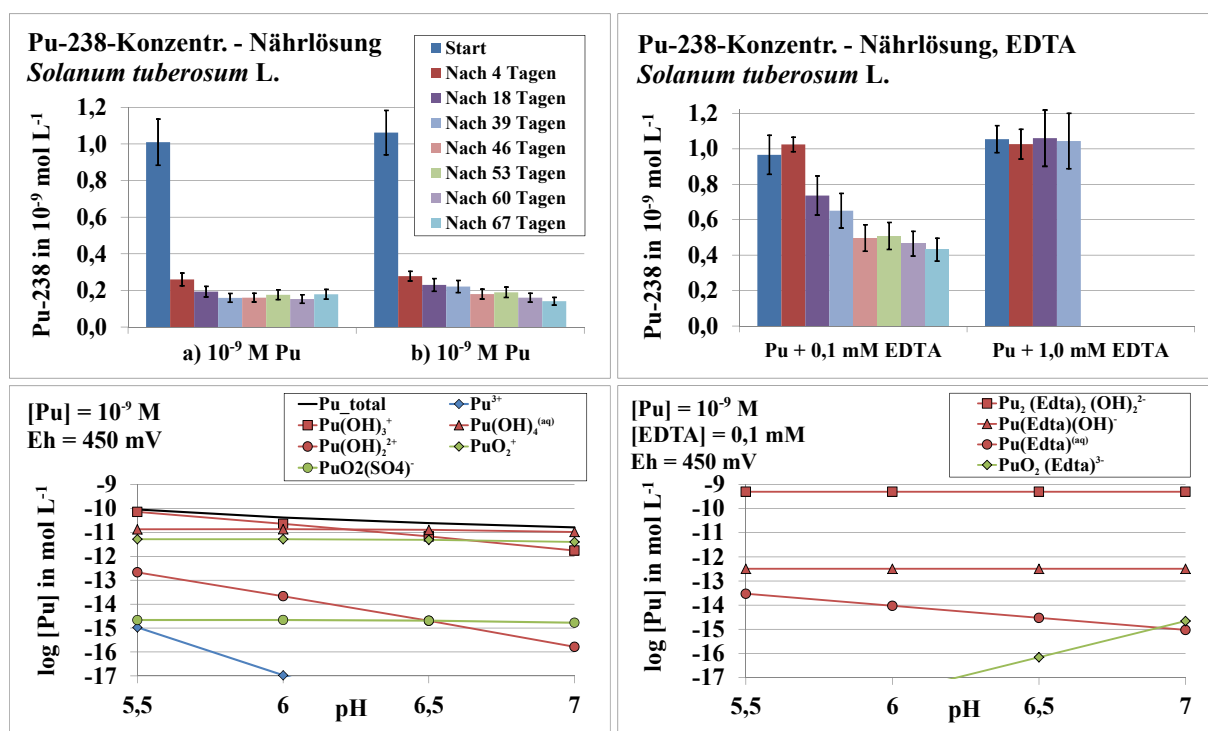 Pu-238-Konzentr. - Nährlösung
Solanum tuberosum L.
Start
Nach 4 Tagen
Nach 18 Tagen
Nach 39 Tagen
Nach 46 Tagen
Nach 53 Tagen
Nach 60 Tagen
Nach 67 Tagen
Pu-238 in 10⁻⁹ mol L⁻¹
1,2
1,0
0,8
0,6
0,4
0,2
0,0
a) 10⁻⁹ M Pu
b) 10⁻⁹ M Pu
Pu-238-Konzentr. - Nährlösung, EDTA
Solanum tuberosum L.
Pu-238 in 10⁻⁹ mol L⁻¹
1,2
1,0
0,8
0,6
0,4
0,2
0,0
Pu + 0,1 mM EDTA
Pu + 1,0 mM EDTA
[Pu] = 10⁻⁹ M
Eh = 450 mV
Pu_total
Pu³⁺
Pu(OH)₃⁺
Pu(OH)₄⁽ᵃq⁾
Pu(OH)₂²⁺
PuO₂⁺
PuO2(SO4)⁻
log [Pu] in mol L⁻¹
-9
-10
-11
-12
-13
-14
-15
-16
-17
5,5
6
6,5
7
pH
[Pu] = 10⁻⁹ M
[EDTA] = 0,1 mM
Eh = 450 mV
Pu₂ (Edta)₂ (OH)₂²⁻
Pu(Edta)(OH)⁻
Pu(Edta)⁽ᵃq⁾
PuO₂ (Edta)³⁻
log [Pu] in mol L⁻¹
-9
-10
-11
-12
-13
-14
-15
-16
-17
5,5
6
6,5
7
pH